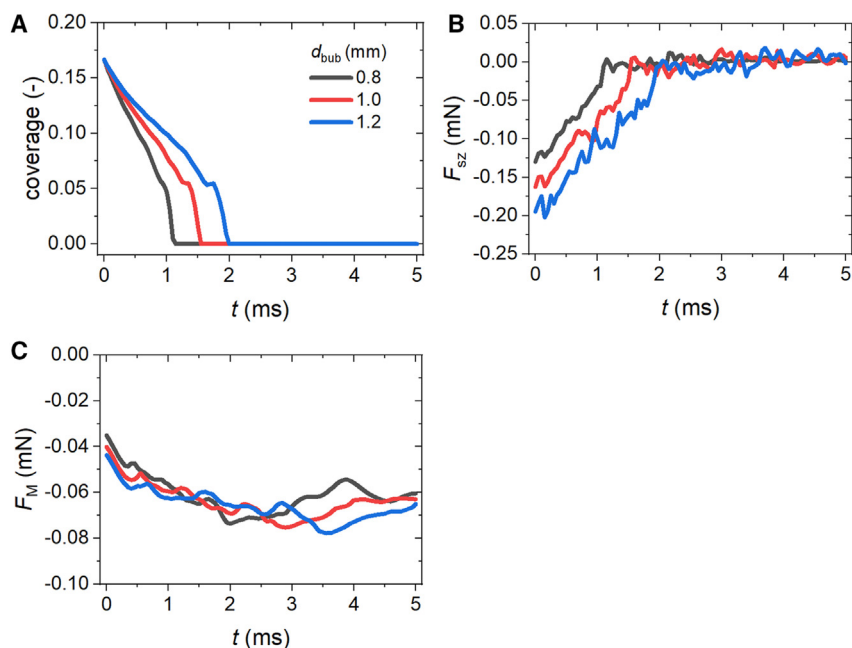 A
0.20
0.15
0.10
0.05
0.00
coverage (-)
d_bub (mm)
0.8
1.0
1.2
0 1 2 3 4 5
t (ms)
B
0.05
0.00
-0.05
-0.10
-0.15
-0.20
-0.25
F_sz (mN)
0 1 2 3 4 5
t (ms)
C
0.00
-0.02
-0.04
-0.06
-0.08
-0.10
F_M (mN)
0 1 2 3 4 5
t (ms)